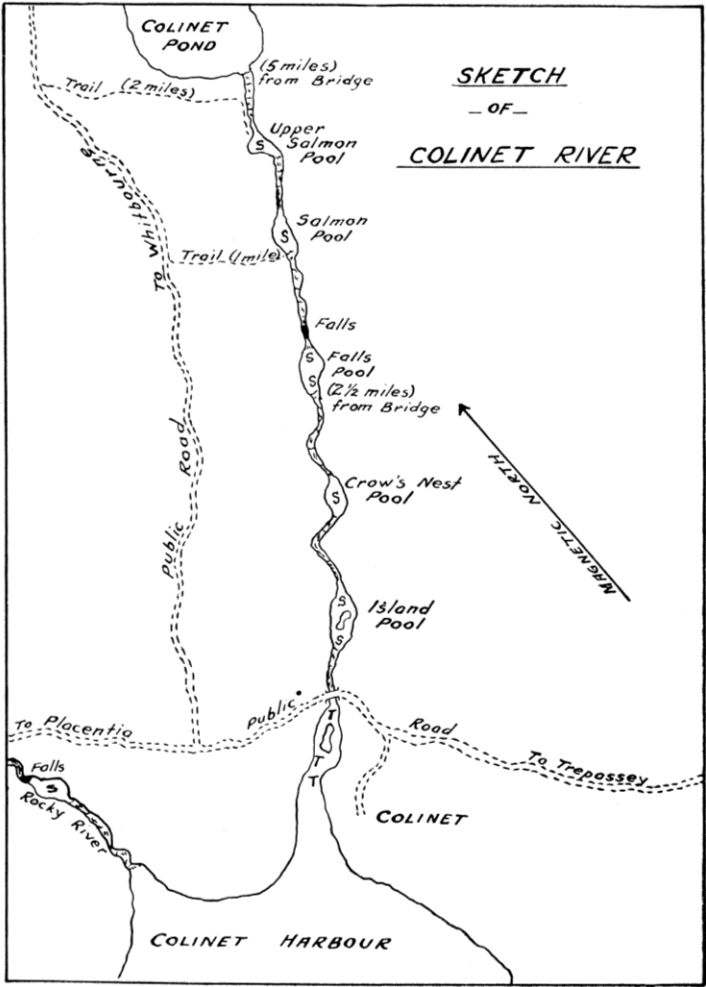 COLINET
POND
SKETCH
— OF —
COLINET RIVER
(5 miles)
from Bridge
Trail (2 miles)
Upper
Salmon
Pool
S
To Whitbourne
Salmon
Pool
S
Trail (1mile)
Falls
S
Falls
Pool
S
(2½ miles)
from Bridge
MAGNETIC NORTH
Public Road
Crow's Nest
Pool
S
S
Island
Pool
S
To Placentia
Public
Road
To Trepassey
T
T
T
Falls
S
Rocky River
COLINET
COLINET HARBOUR